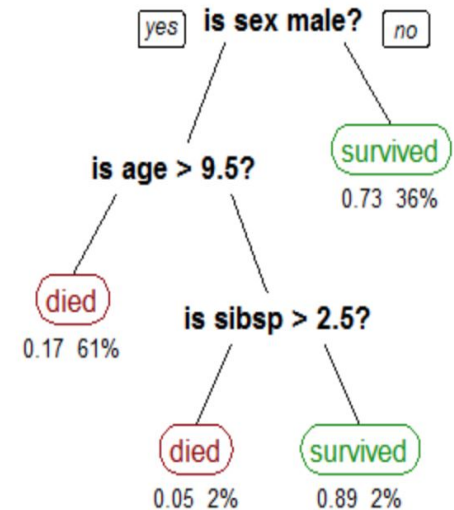 yes is sex male? no
survived
is age > 9.5?
0.73 36%
died
is sibsp > 2.5?
0.17 61%
died survived
0.05 2% 0.89 2%